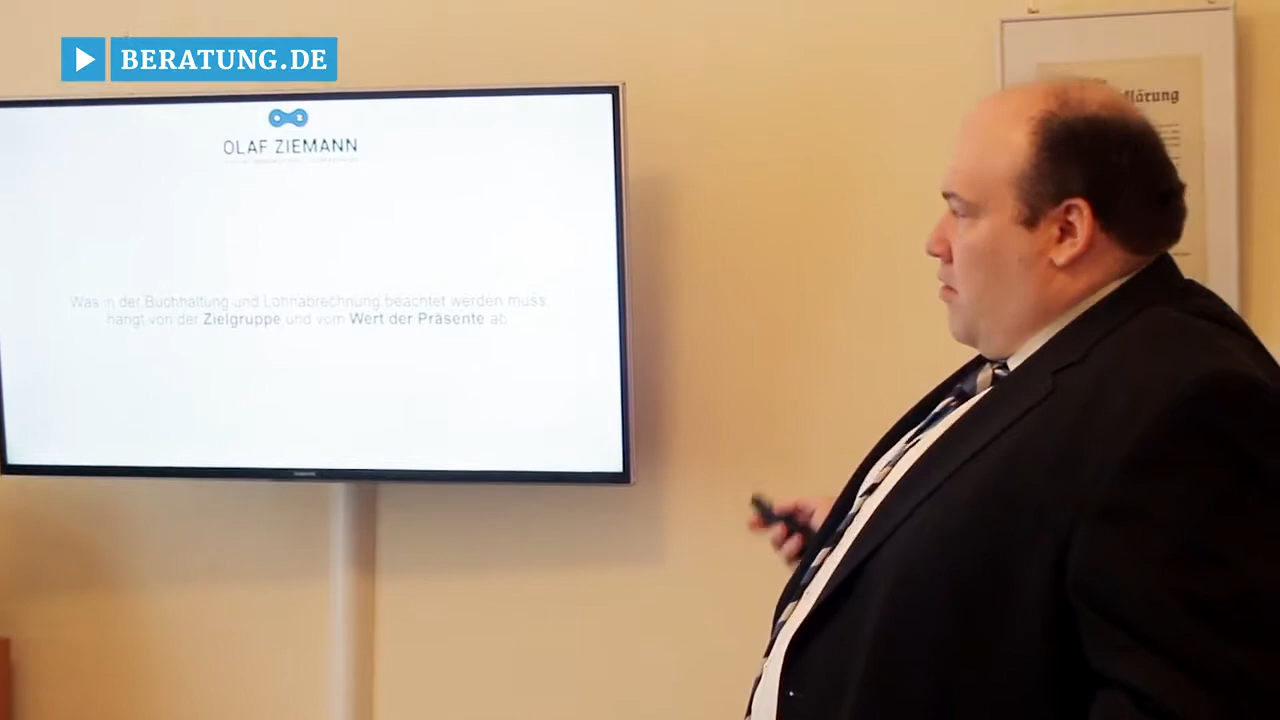 BERATUNG.DE
klärung
OLAF ZIEMANN
Was in der Buchhaltung und Lohnabrechnung beachtet werden muss,
hängt von der Zielgruppe und vom Wert der Präsente ab